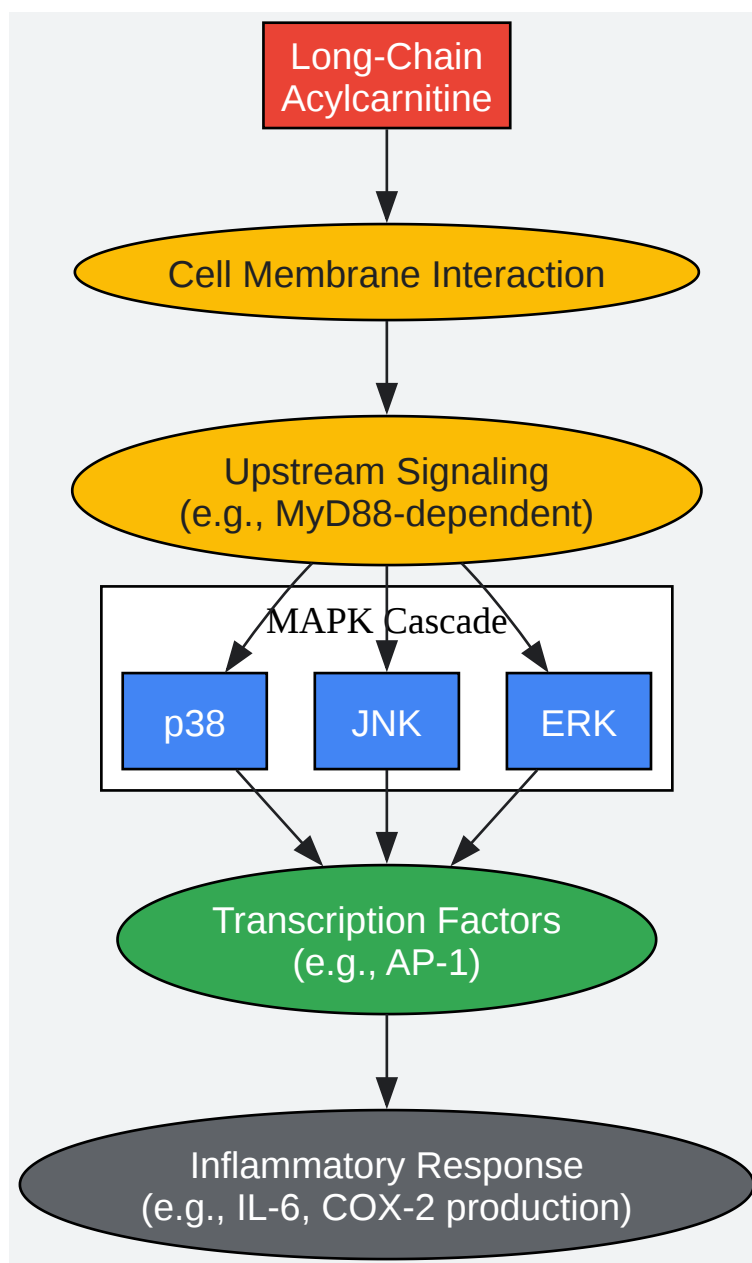 Long-Chain
Acylcarnitine
Cell Membrane Interaction
Upstream Signaling
(e.g., MyD88-dependent)
MAPK Cascade
p38
JNK
ERK
Transcription Factors
(e.g., AP-1)
Inflammatory Response
(e.g., IL-6, COX-2 production)